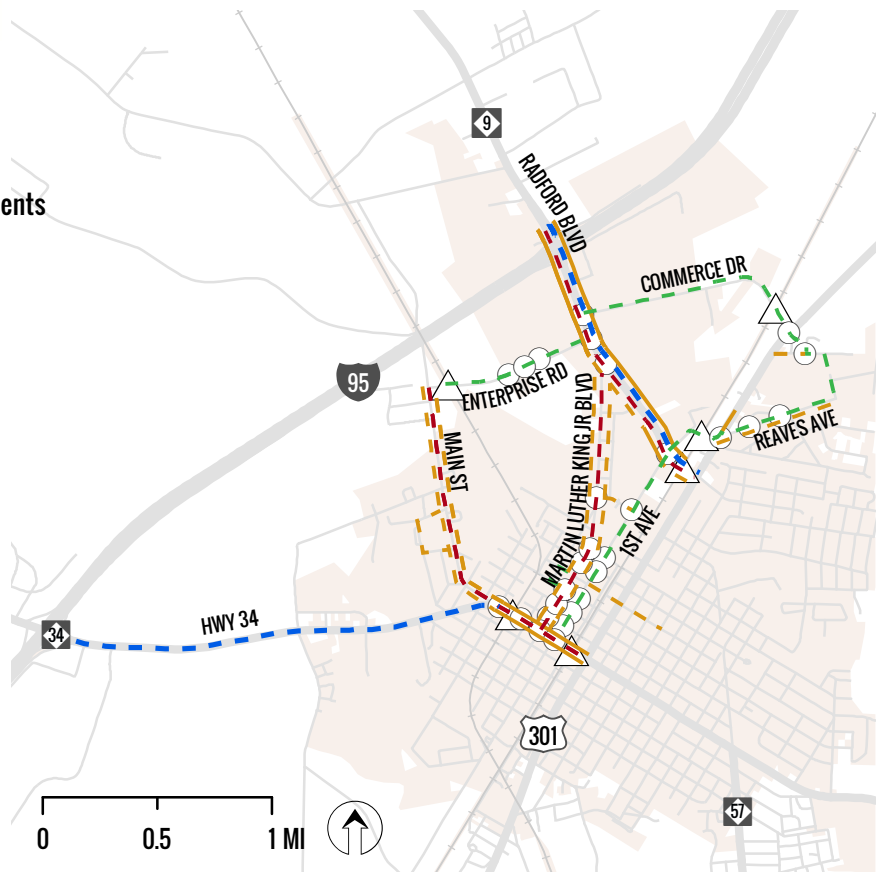 9
RADFORD BLVD
ents
COMMERCE DR
95
ENTERPRISE RD
MAIN ST
MARTIN LUTHER KING JR BLVD
REAVES AVE
1ST AVE
HWY 34
34
301
57
0 0.5 1 MI